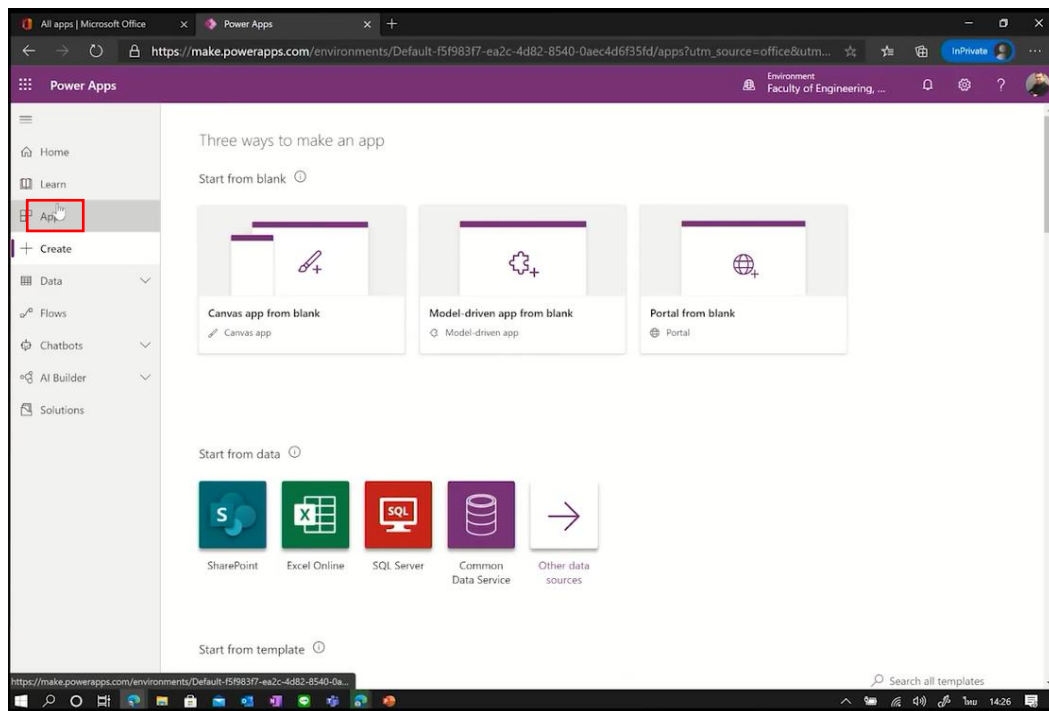 All apps | Microsoft Office
Power Apps
https://make.powerapps.com/environments/Default-f5f983f7-ea2c-4d82-8540-0aec4d6f35fd/apps?utm_source=office&utm...
InPrivate
Power Apps
Environment
Faculty of Engineering, ...
Home
Learn
Create
Data
Flows
Chatbots
AI Builder
Solutions
Three ways to make an app
Start from blank
Canvas app from blank
Canvas app
Model-driven app from blank
Model-driven app
Portal from blank
Portal
Start from data
S
X
SQL
SharePoint
Excel Online
SQL Server
Common
Data Service
Other data
sources
Start from template
Search all templates
https://make.powerapps.com/environments/Default-f5f983f7-ea2c-4d82-8540-0a...
ไทย
14:26